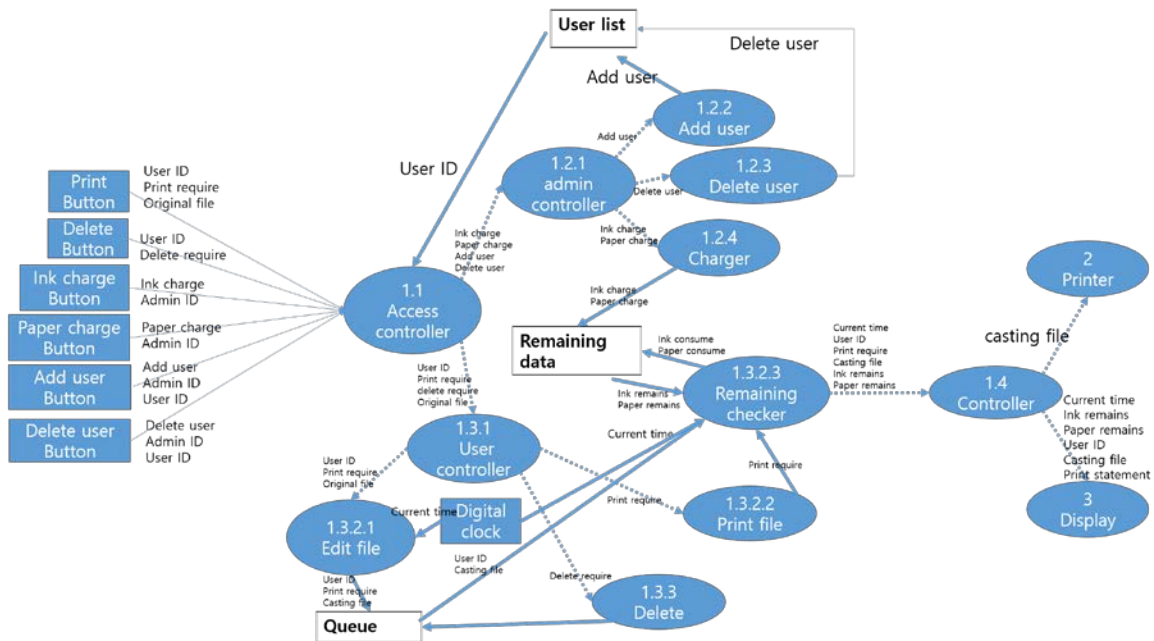 User list
Delete user
Add user
1.2.2
Add user
Add user
1.2.1
admin
controller
1.2.3
Delete user
Delete user
User ID
Print
Button
User ID
Print require
Original file
Delete
Button
User ID
Delete require
Ink charge
Button
Ink charge
Admin ID
Paper charge
Button
Paper charge
Admin ID
Add user
Button
Add user
Admin ID
User ID
Delete user
Button
Delete user
Admin ID
User ID
1.1
Access
controller
Ink charge
Paper charge
Add user
Delete user
Ink charge
Paper charge
1.2.4
Charger
Ink charge
Paper charge
Remaining
data
Ink consume
Paper consume
Ink remains
Paper remains
1.3.2.3
Remaining
checker
Current time
User ID
Print require
Casting file
Ink remains
Paper remains
2
Printer
casting file
1.4
Controller
Current time
Ink remains
Paper remains
User ID
Casting file
Print statement
3
Display
User ID
Print require
delete require
Original file
1.3.1
User
controller
Current time
Print require
User ID
Print require
Original file
Print require
1.3.2.2
Print file
1.3.2.1
Edit file
Current time
Digital
clock
User ID
Casting file
Delete require
1.3.3
Delete
User ID
Print require
Casting file
Queue